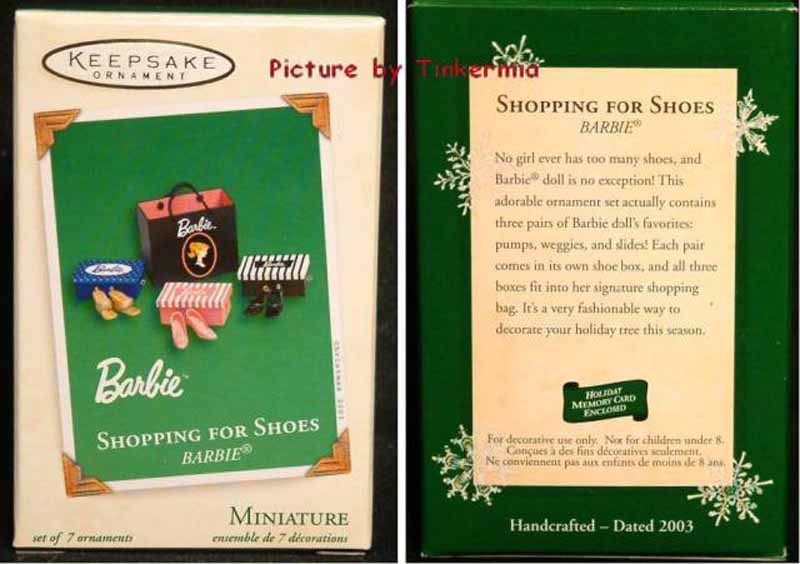 KEEPSAKE
ORNAMENT
Picture by Tinkermia
Barbie
Barbie
Barbie™
SHOPPING FOR SHOES
BARBIE®
MINIATURE
set of 7 ornaments
ensemble de 7 décorations
SHOPPING FOR SHOES
BARBIE®
No girl ever has too many shoes, and
Barbie® doll is no exception! This
adorable ornament set actually contains
three pairs of Barbie doll's favorites:
pumps, weggies, and slides! Each pair
comes in its own shoe box, and all three
boxes fit into her signature shopping
bag. It's a very fashionable way to
decorate your holiday tree this season.
HOLIDAY
MEMORY CARD
ENCLOSED
For decorative use only. Not for children under 8.
Conçues à des fins décoratives seulement.
Ne conviennent pas aux enfants de moins de 8 ans.
Handcrafted – Dated 2003